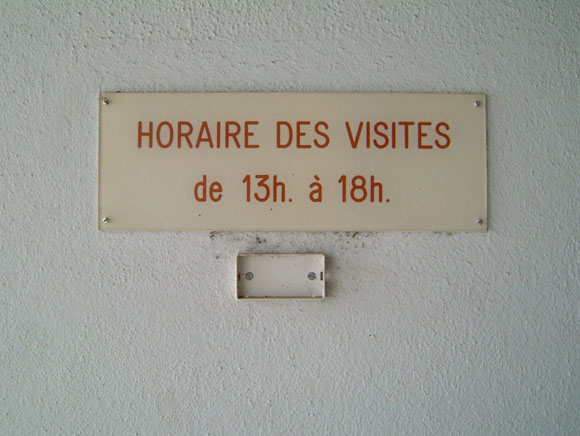 HORAIRE DES VISITES
de 13h. à 18h.